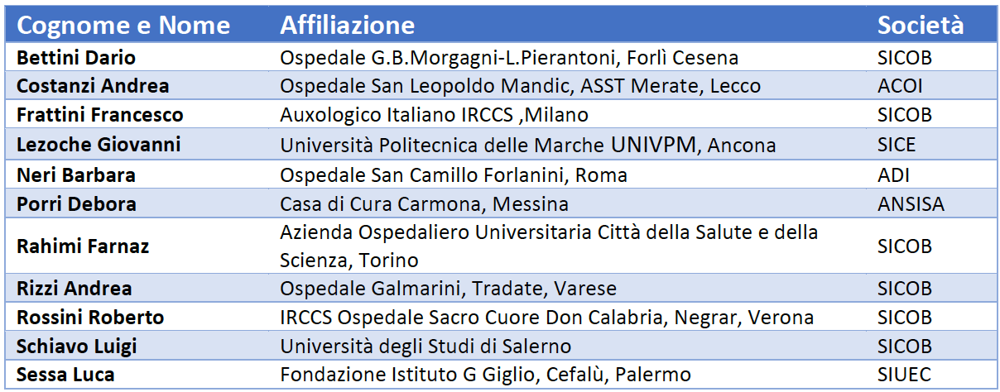 Cognome e Nome Affiliazione Società
Bettini Dario Ospedale G.B.Morgagni-L.Pierantoni, Forlì Cesena SICOB
Costanzi Andrea Ospedale San Leopoldo Mandic, ASST Merate, Lecco ACOI
Frattini Francesco Auxologico Italiano IRCCS ,Milano SICOB
Lezoche Giovanni Università Politecnica delle Marche UNIVPM, Ancona SICE
Neri Barbara Ospedale San Camillo Forlanini, Roma ADI
Porri Debora Casa di Cura Carmona, Messina ANSISA
Rahimi Farnaz Azienda Ospedaliero Universitaria Città della Salute e della
Scienza, Torino SICOB
Rizzi Andrea Ospedale Galmarini, Tradate, Varese SICOB
Rossini Roberto IRCCS Ospedale Sacro Cuore Don Calabria, Negrar, Verona SICOB
Schiavo Luigi Università degli Studi di Salerno SICOB
Sessa Luca Fondazione Istituto G Giglio, Cefalù, Palermo SIUEC